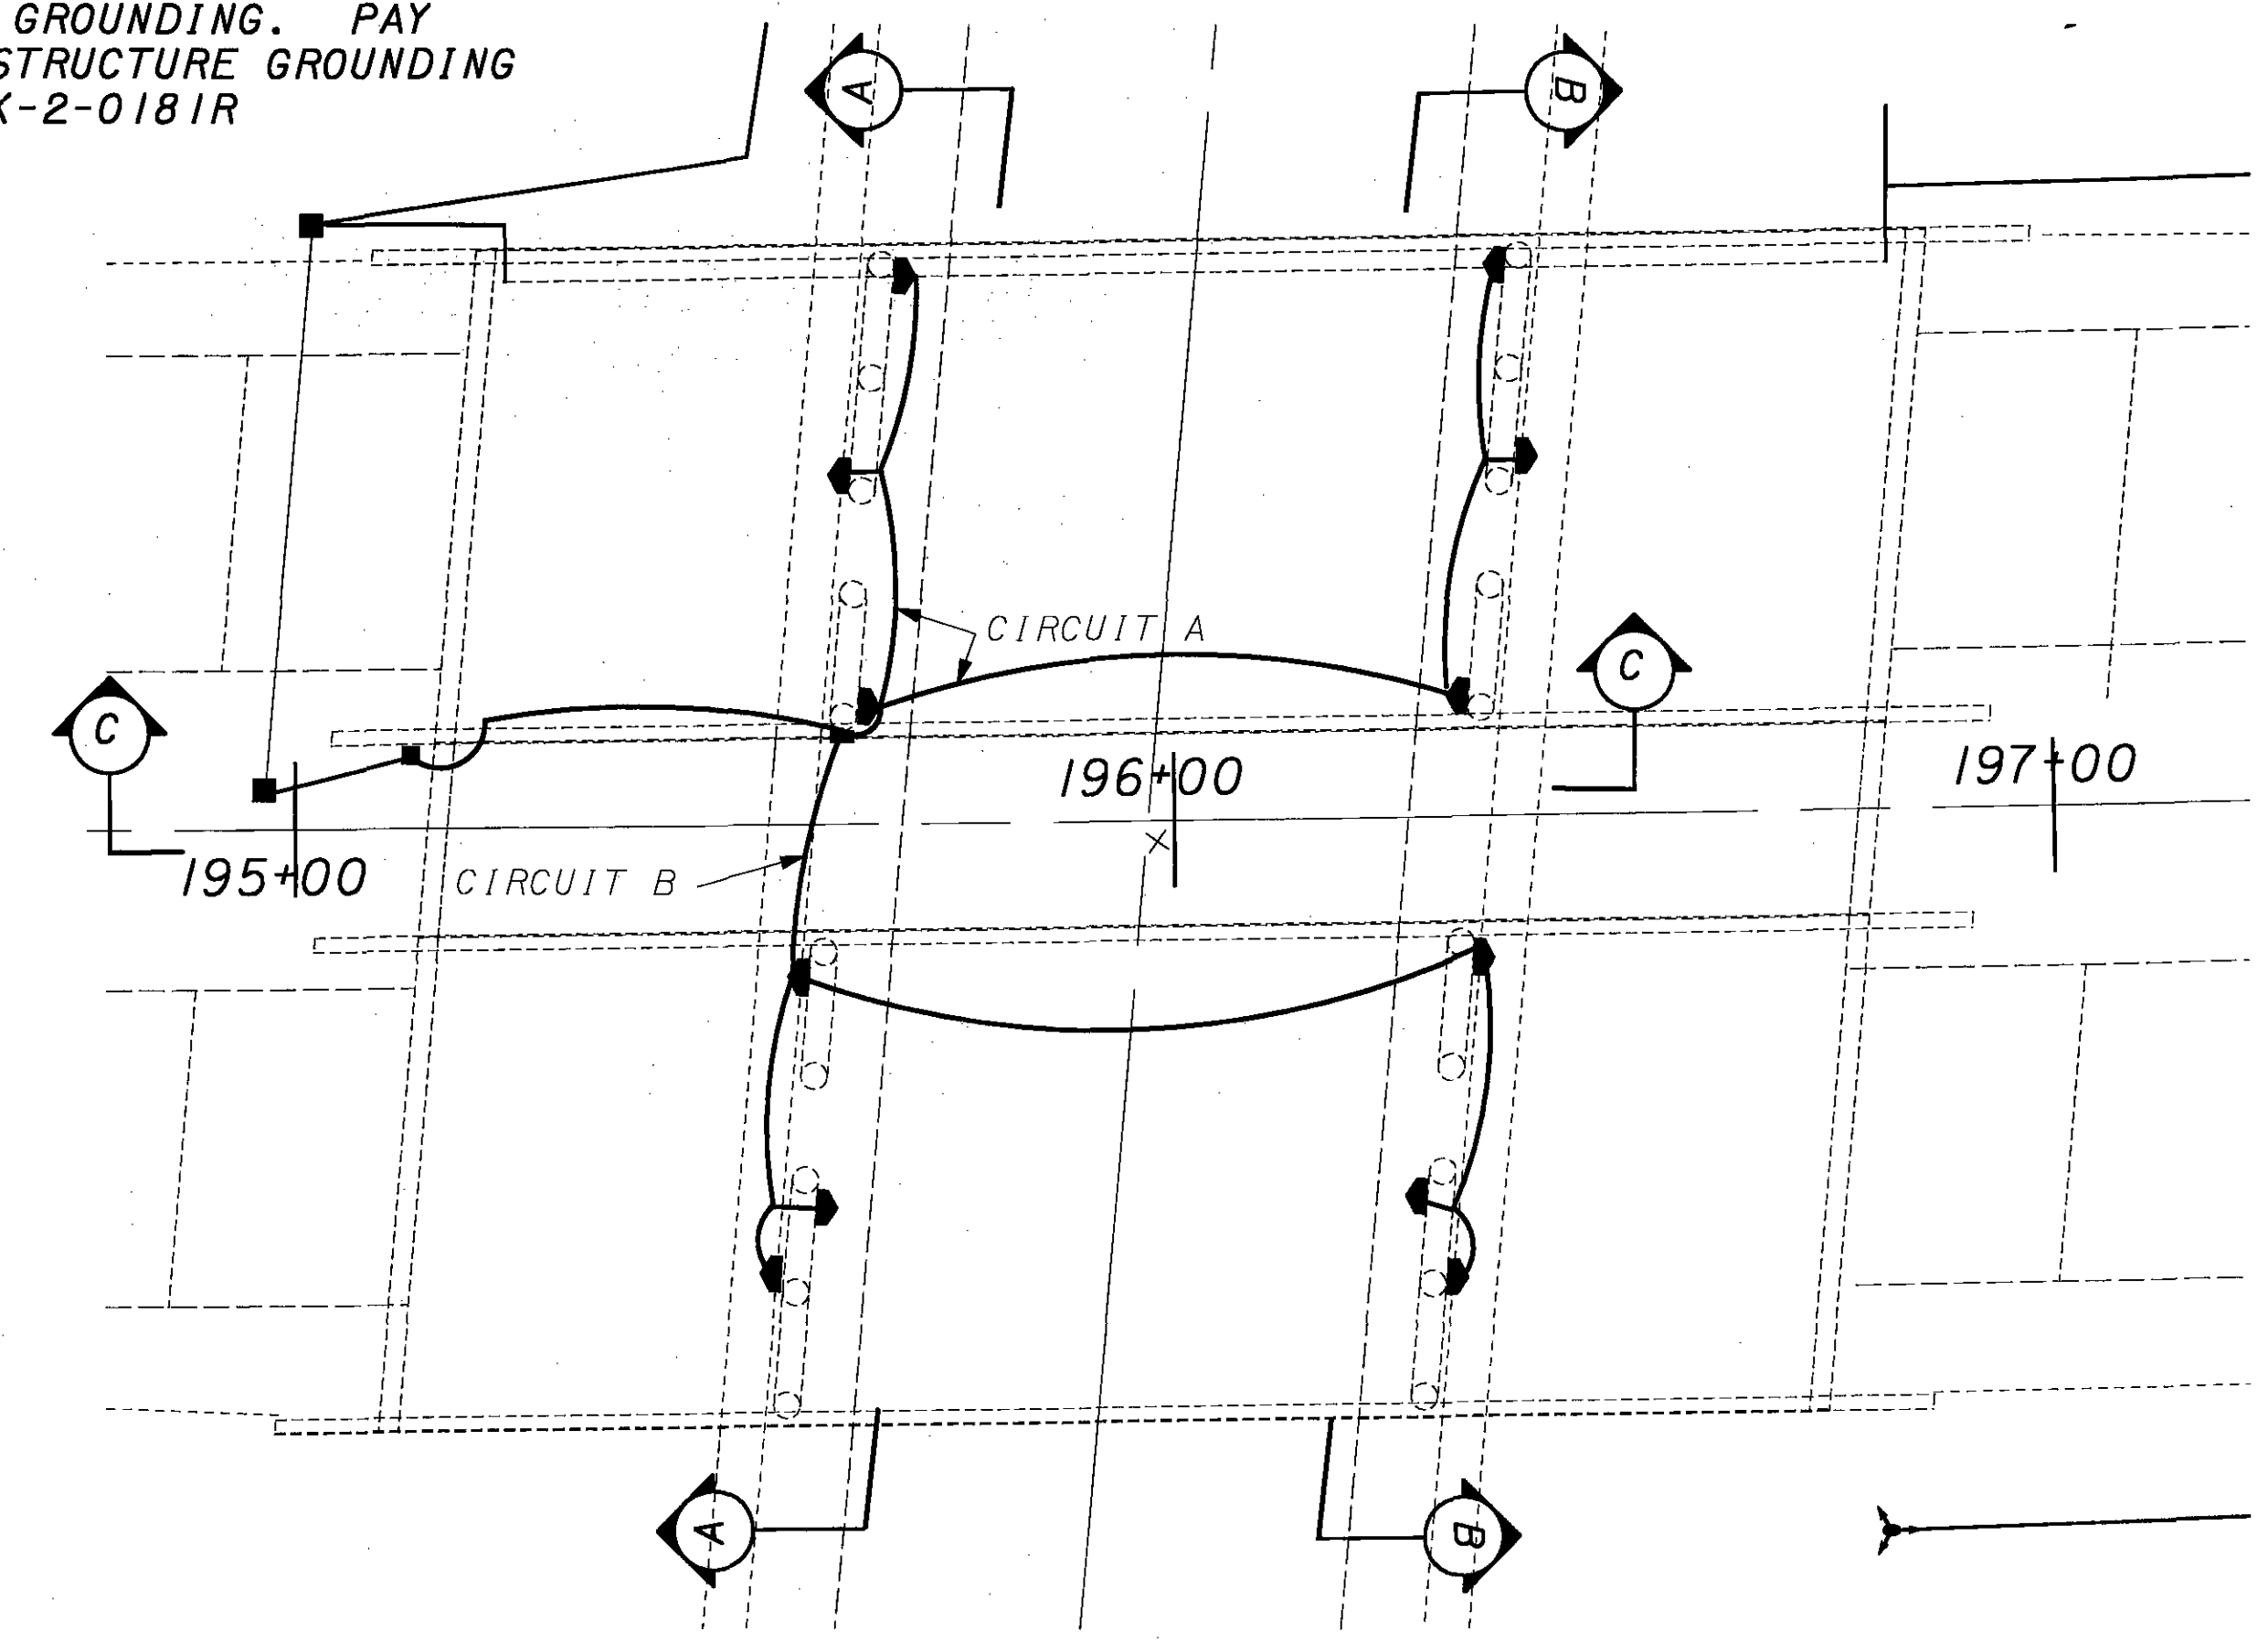 GROUNDING. PAY
STRUCTURE GROUNDING
X-2-0181R
A
B
CIRCUIT A
C
C
196+00
197+00
195+00
CIRCUIT B
A
B